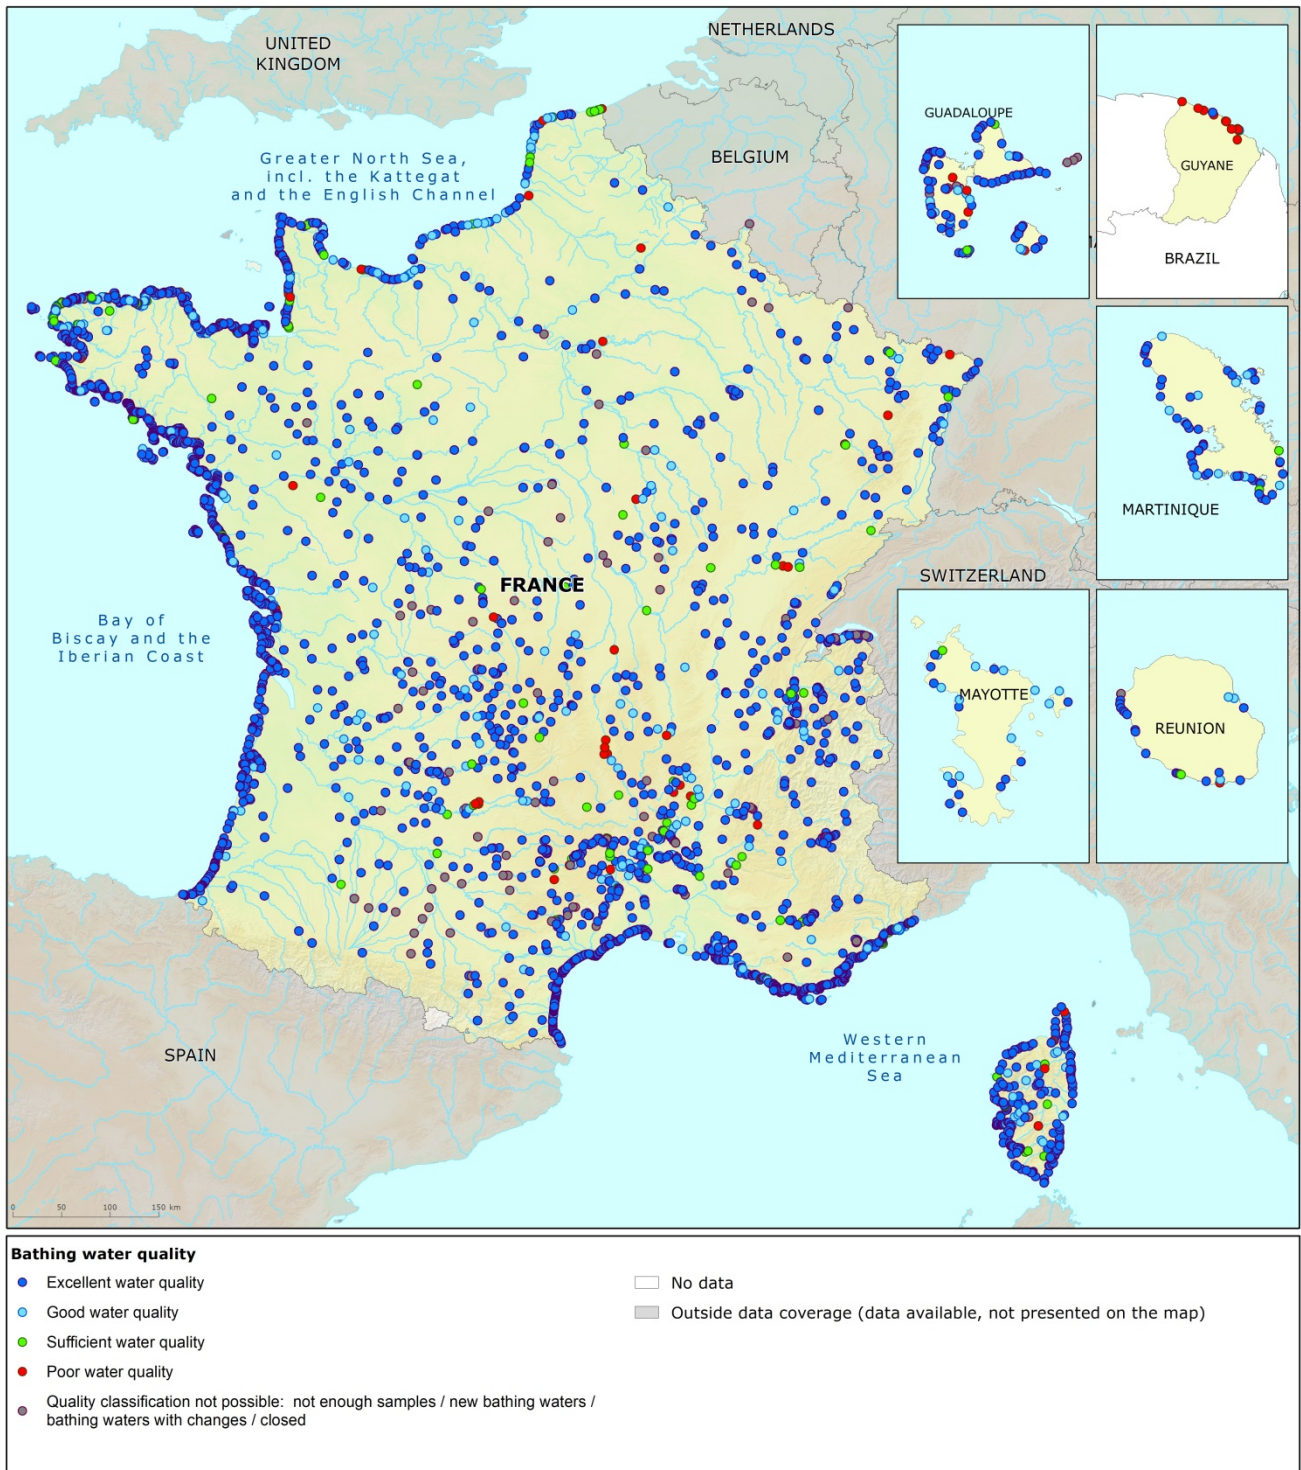 UNITED
KINGDOM
NETHERLANDS
BELGIUM
Greater North Sea,
incl. the Kattegat
and the English Channel
GUADALOUPE
GUYANE
BRAZIL
MARTINIQUE
FRANCE
SWITZERLAND
Bay of
Biscay and the
Iberian Coast
MAYOTTE
REUNION
SPAIN
Western
Mediterranean
Sea
0 50 100 150 km
Bathing water quality
Excellent water quality
Good water quality
Sufficient water quality
Poor water quality
Quality classification not possible: not enough samples / new bathing waters /
bathing waters with changes / closed
No data
Outside data coverage (data available, not presented on the map)